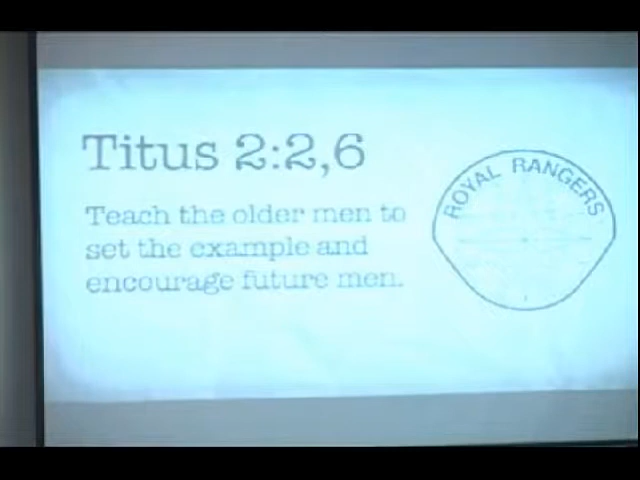 Titus 2:2,6
Teach the older men to
set the example and
encourage future men.
ROYAL RANGERS